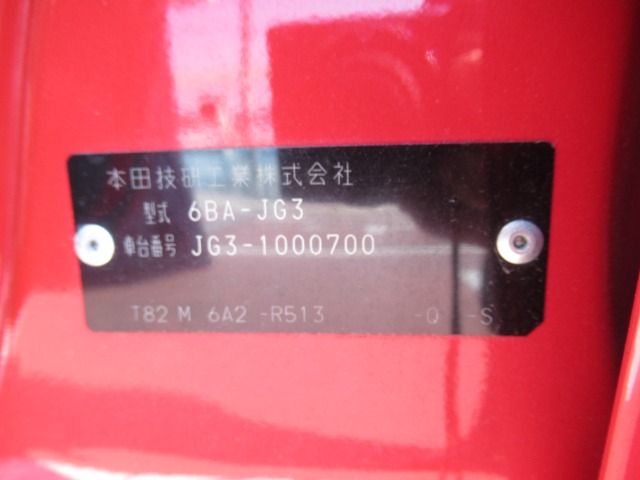 本田技研工業株式会社
型式 6BA-JG3
車台番号 JG3-1000700
T82 M 6A2 -R513 -Q -S